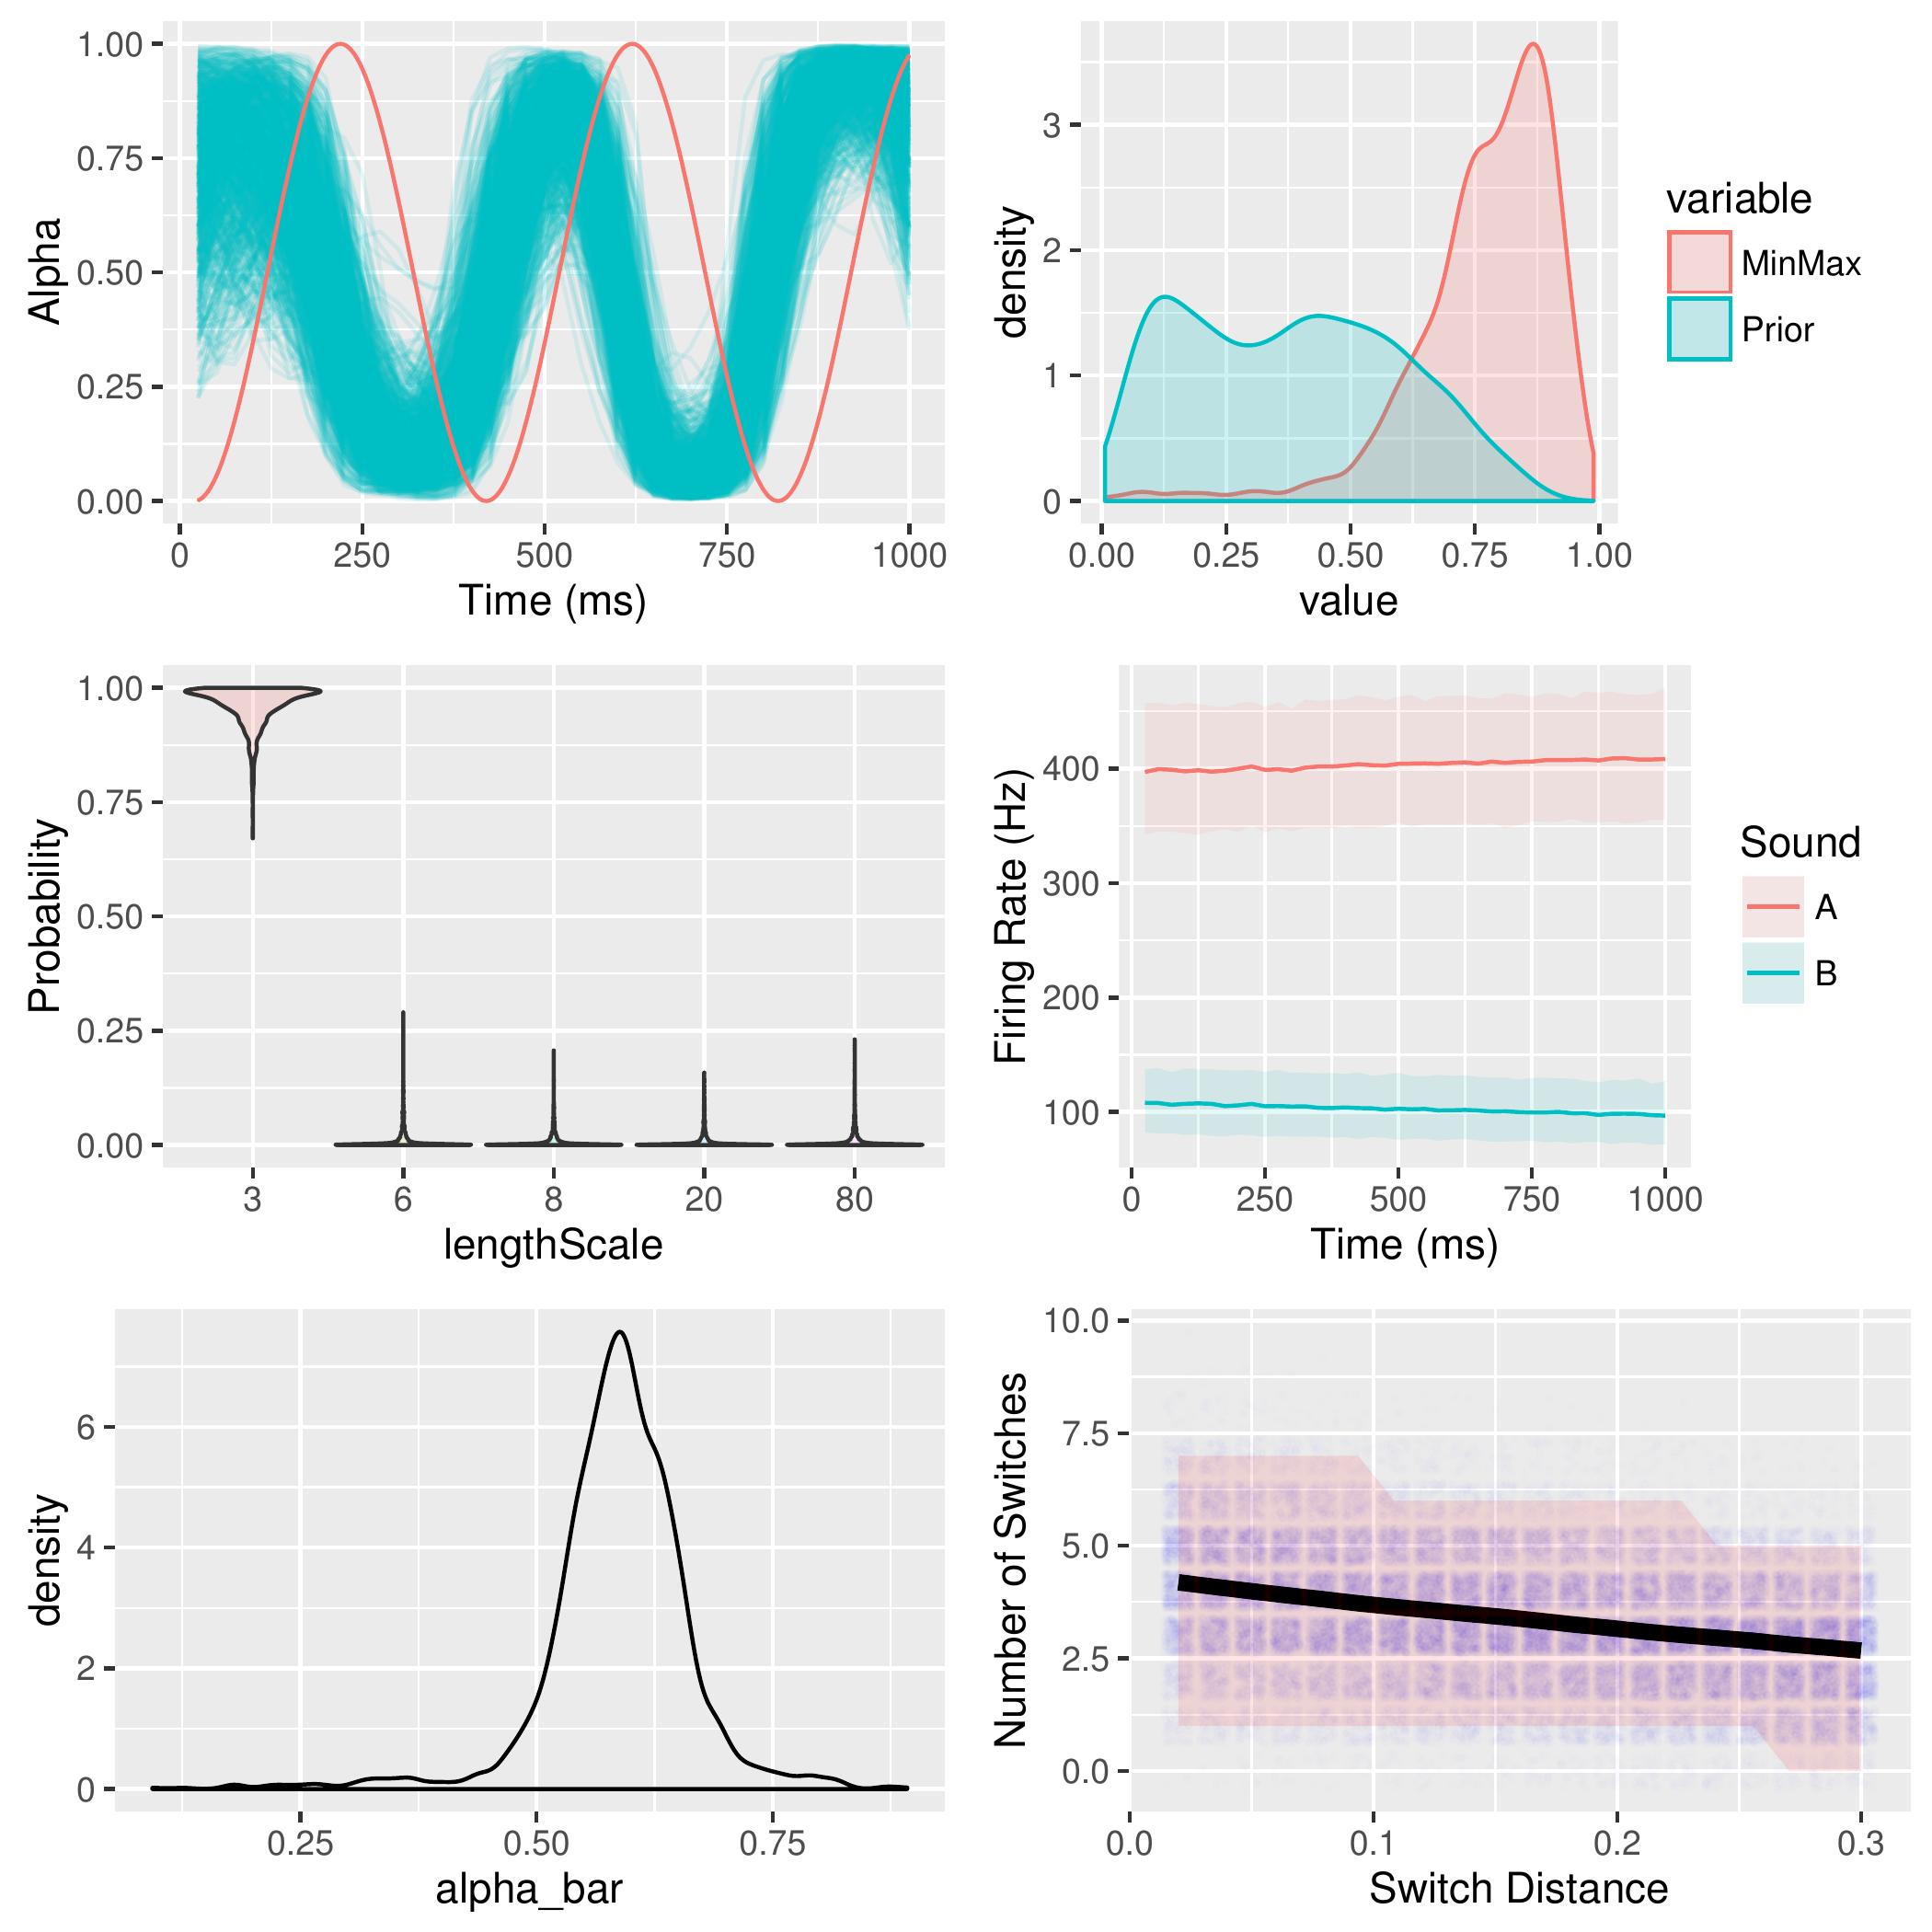 1.00
0.75
0.50
0.25
0.00
Alpha
0 250 500 750 1000
Time (ms)
3
2
1
0
density
0.00 0.25 0.50 0.75 1.00
value
variable
MinMax
Prior
1.00
0.75
0.50
0.25
0.00
Probability
3 6 8 20 80
lengthScale
400
300
200
100
Firing Rate (Hz)
0 250 500 750 1000
Time (ms)
Sound
A
B
6
4
2
0
density
0.25 0.50 0.75
alpha_bar
10.0
7.5
5.0
2.5
0.0
Number of Switches
0.0 0.1 0.2 0.3
Switch Distance